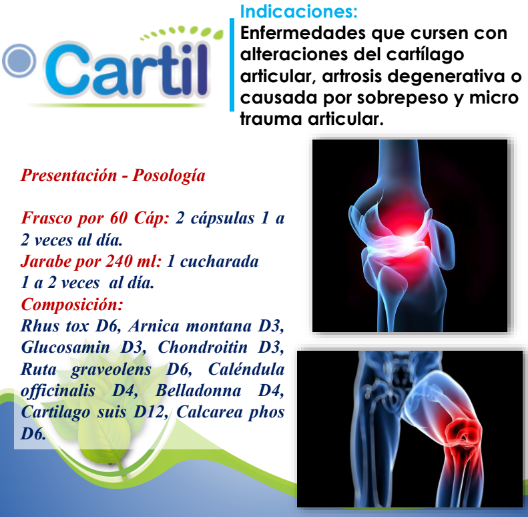 Cartil
Indicaciones:
Enfermedades que cursen con
alteraciones del cartílago
articular, artrosis degenerativa o
causada por sobrepeso y micro
trauma articular.
Presentación - Posología
Frasco por 60 Cáp: 2 cápsulas 1 a
2 veces al día.
Jarabe por 240 ml: 1 cucharada
1 a 2 veces al día.
Composición:
Rhus tox D6, Arnica montana D3,
Glucosamin D3, Chondroitin D3,
Ruta graveolens D6, Caléndula
officinalis D4, Belladonna D4,
Cartilago suis D12, Calcarea phos
D6.